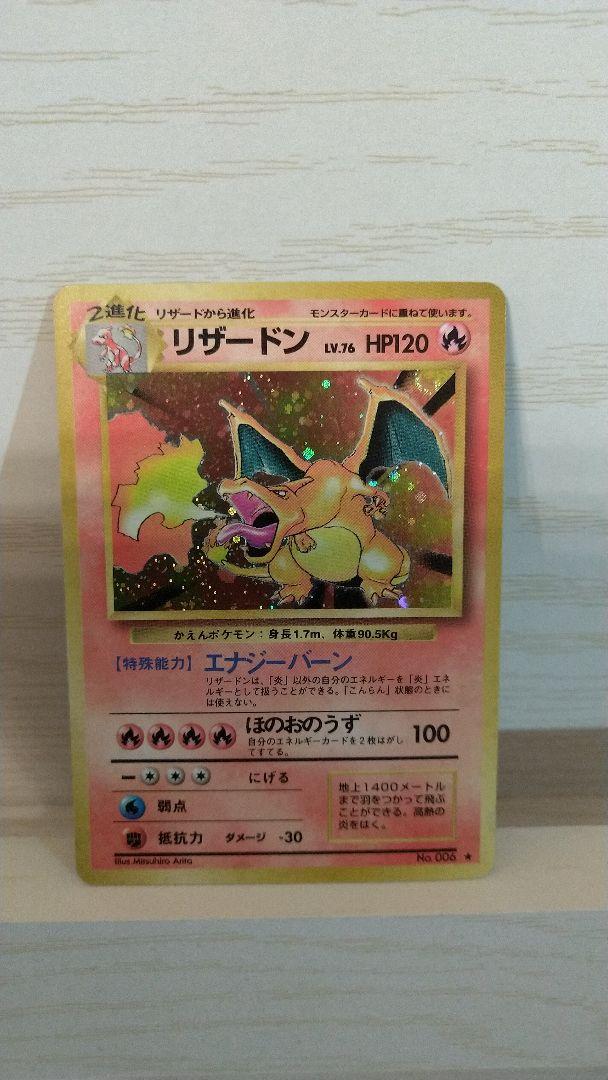 2進化 リザードから進化 モンスターカードに重ねて使います。
リザードン LV.76 HP120
かえんポケモン：身長1.7m、体重90.5Kg
【特殊能力】エナジーバーン
リザードンは、「炎」以外の自分のエネルギーを「炎」エネ
ルギーとして扱うことができる。「こんらん」状態のときに
は使えない。
ほのおのうず 100
自分のエネルギーカードを2枚はがし
てすてる。
にげる
弱点
抵抗力 ダメージ -30
地上1400メートル
まで羽をつかって飛ぶ
ことができる。高熱の
炎をはく。
Illus.Mitsuhiro Arita
No.006 ★